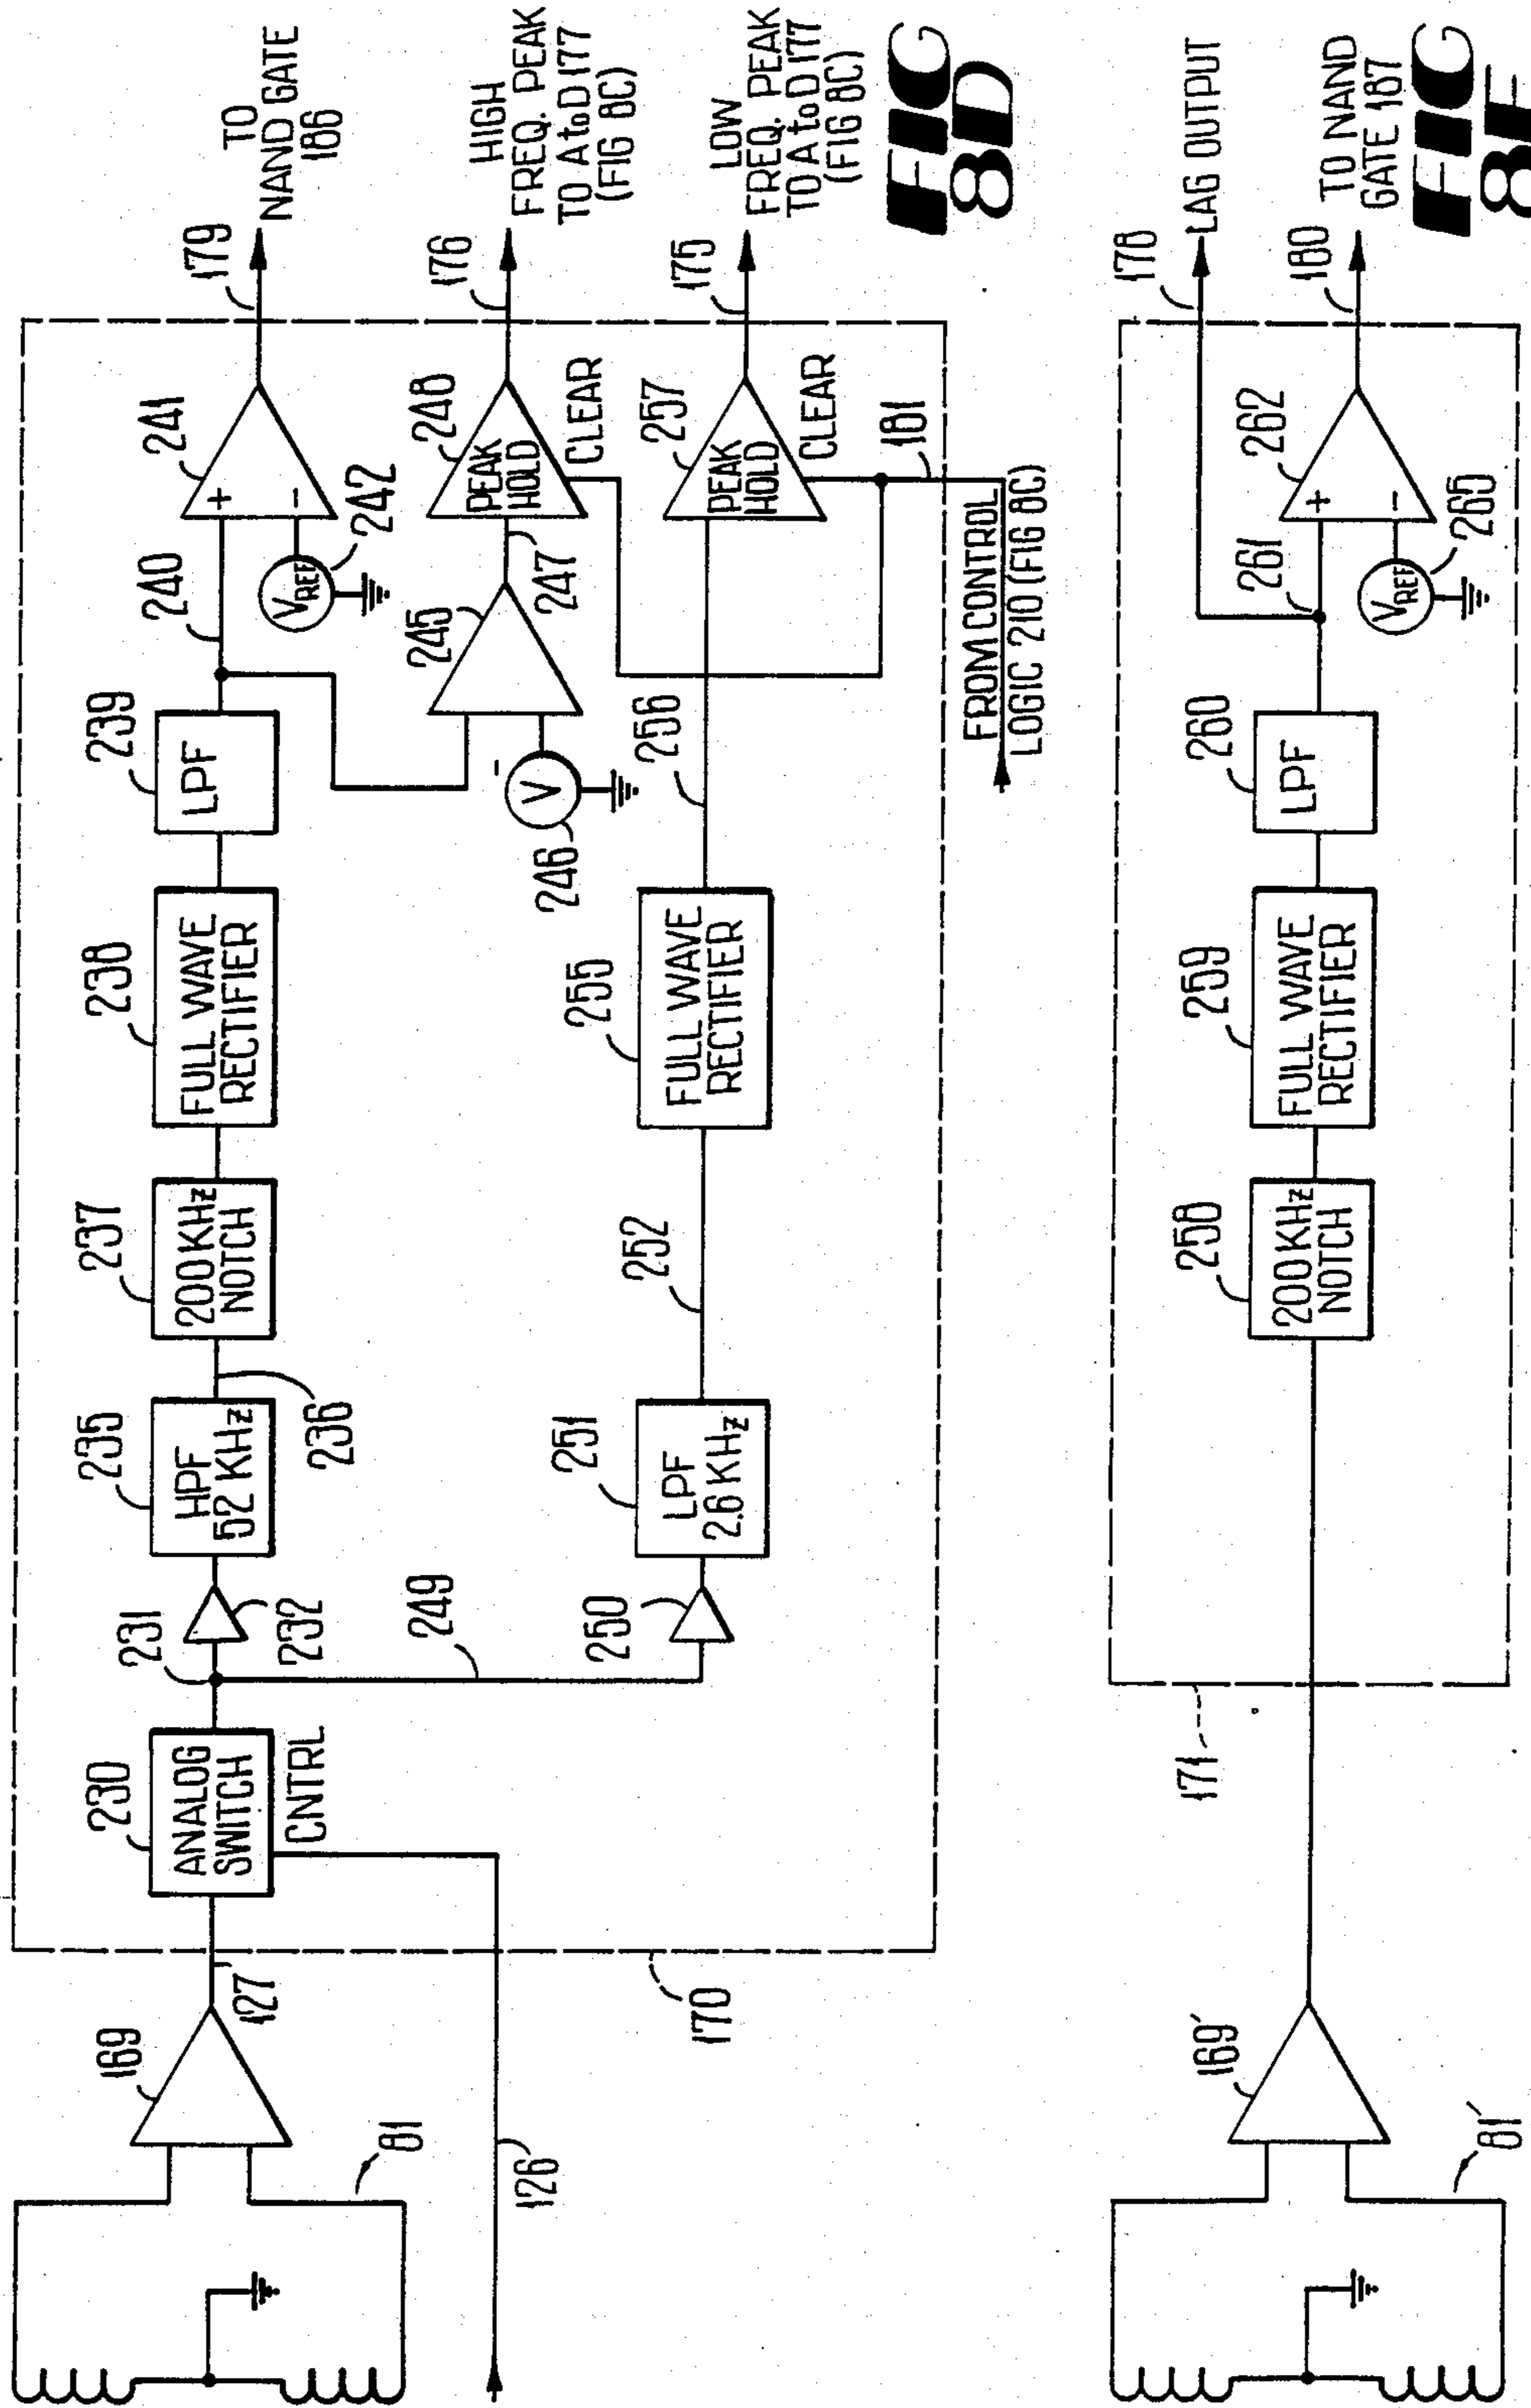 81
169
127
126
170
230
ANALOG
SWITCH
CNTRL
231
232
235
HPF
52 KHz
236
237
200 KHz
NOTCH
238
FULL WAVE
RECTIFIER
239
LPF
240
241
+
-
VREF
242
179
TO
NAND GATE
186
245
-
V
246
247
248
PEAK
HOLD
CLEAR
176
HIGH
FREQ. PEAK
TO A to D 177
(FIG 8C)
249
250
251
LPF
2.6 KHz
252
255
FULL WAVE
RECTIFIER
256
257
PEAK
HOLD
CLEAR
175
LOW
FREQ. PEAK
TO A to D 177
(FIG 8C)
181
FROM CONTROL
LOGIC 210 (FIG 8C)
FIG
8D
81'
169'
171
258
200 KHz
NOTCH
259
FULL WAVE
RECTIFIER
260
LPF
261
262
+
-
VREF
265
178
LAG OUTPUT
180
TO NAND
GATE 187
FIG